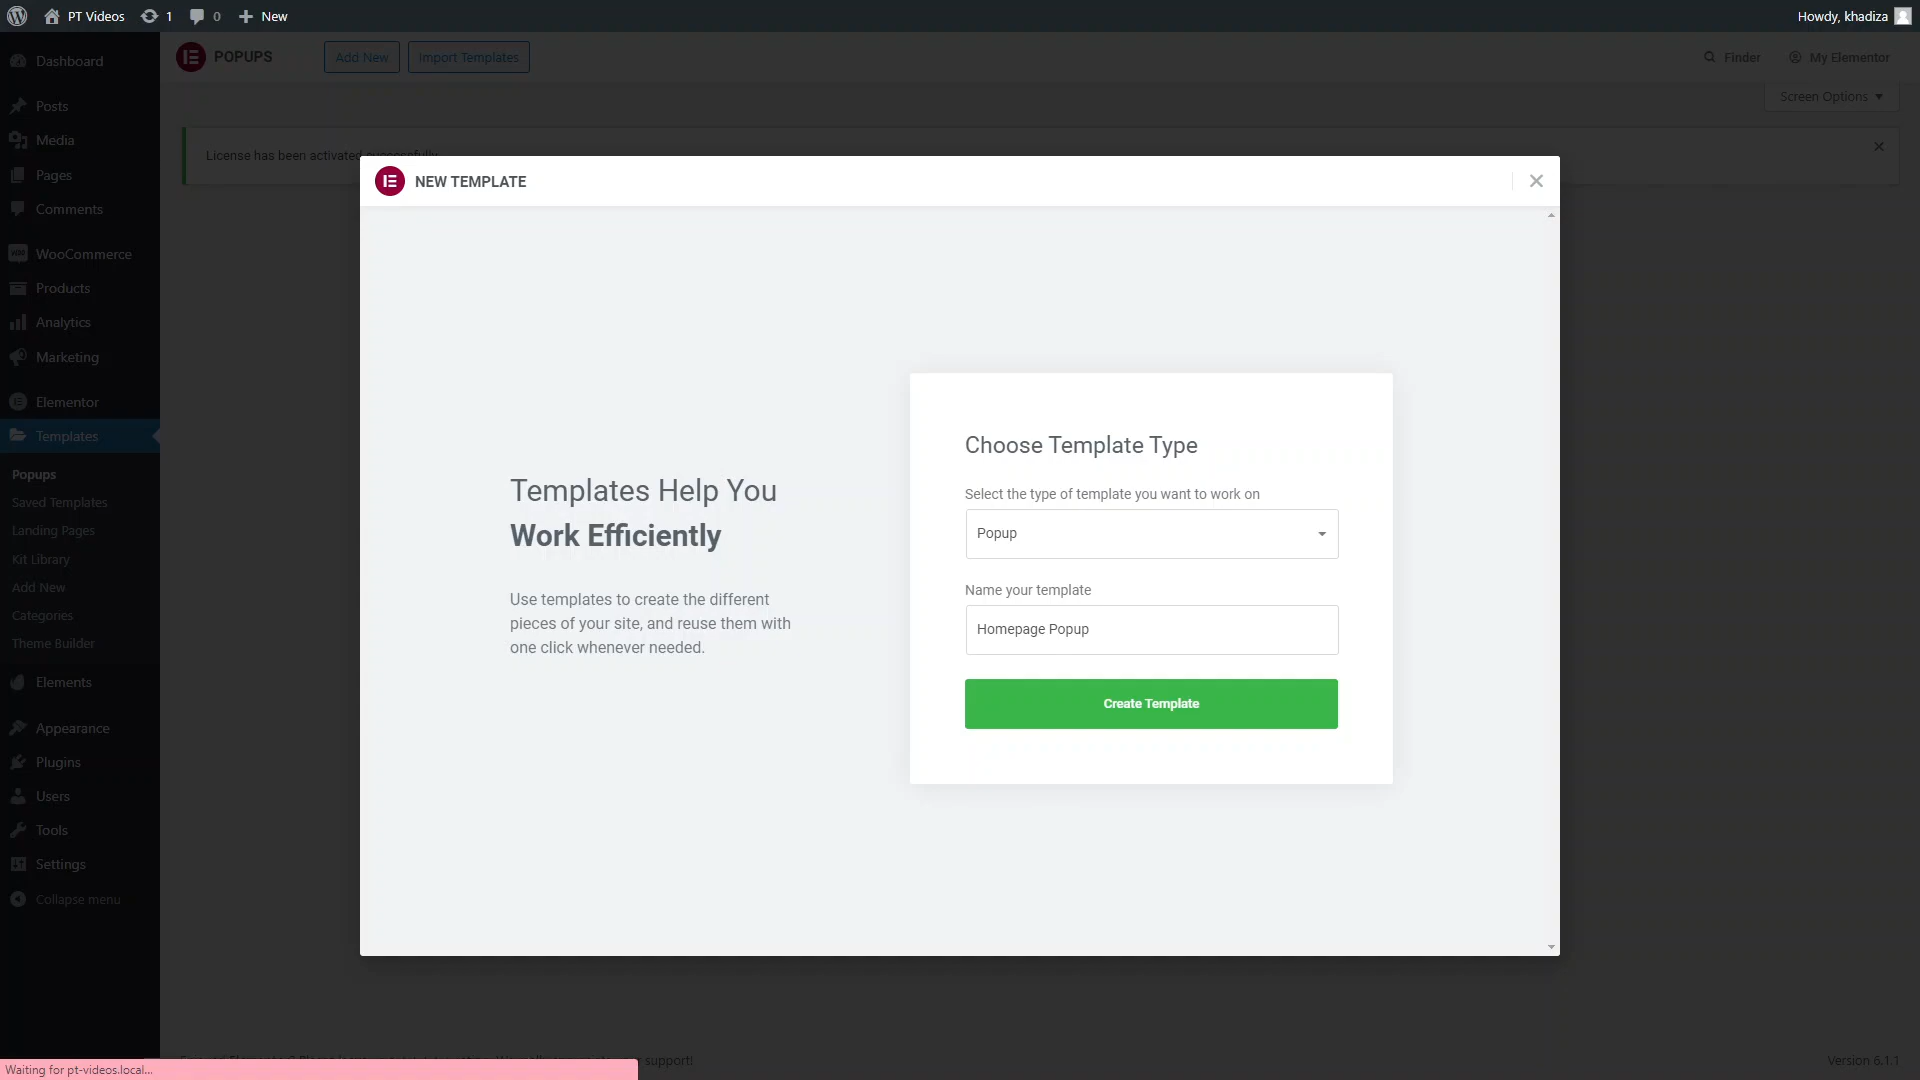 PT Videos
1
0
New
Howdy, khadiza
Dashboard
Posts
Media
Pages
Comments
WooCommerce
Products
Analytics
Marketing
Elementor
Templates
Popups
Saved Templates
Landing Pages
Kit Library
Add New
Categories
Theme Builder
Elements
Appearance
Plugins
Users
Tools
Settings
Collapse menu
POPUPS
Add New
Import Templates
Finder
My Elementor
Screen Options
License has been activated successfully.
NEW TEMPLATE
Templates Help You
Work Efficiently
Use templates to create the different
pieces of your site, and reuse them with
one click whenever needed.
Choose Template Type
Select the type of template you want to work on
Popup
Name your template
Homepage Popup
Create Template
support!
Version 6.1.1
Waiting for pt-videos.local...